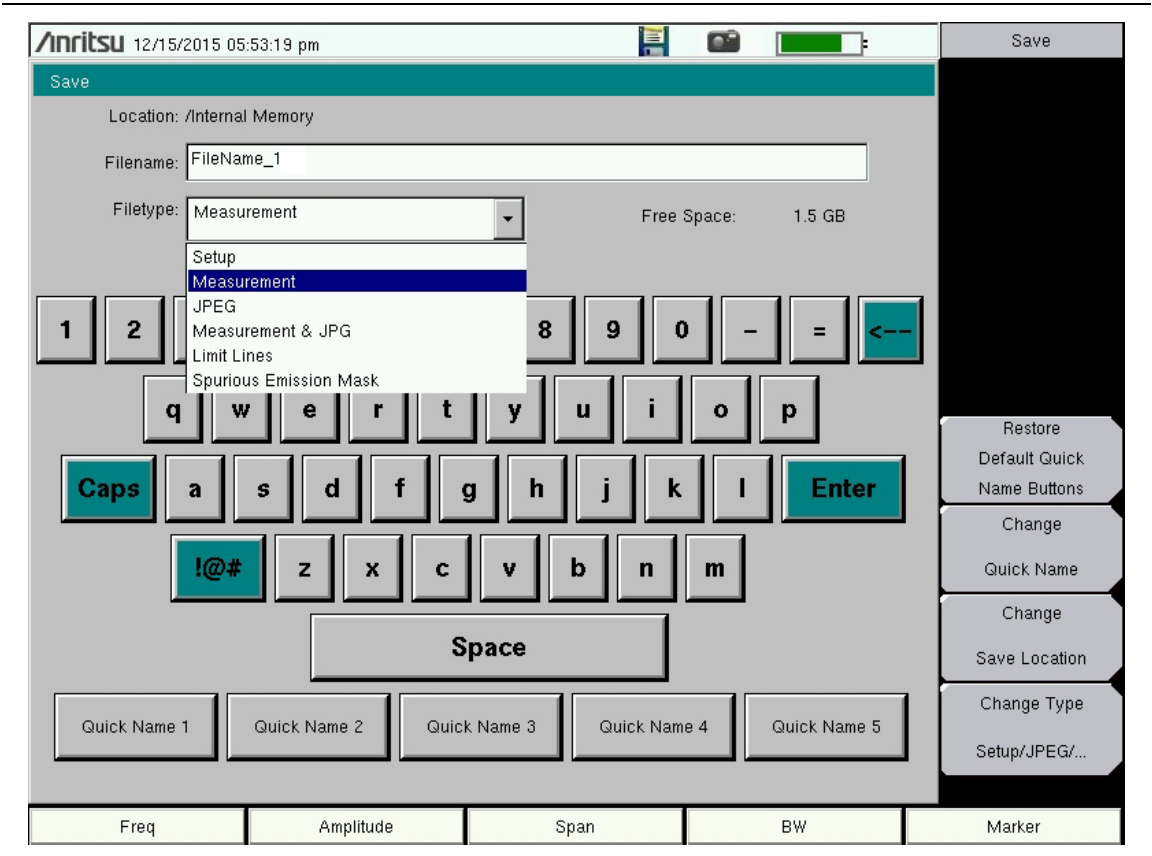 Anritsu 12/15/2015 05:53:19 pm
Save
Save
Location: /Internal Memory
Filename: FileName_1
Filetype: Measurement
Free Space: 1.5 GB
Setup
Measurement
JPEG
Measurement & JPG
Limit Lines
Spurious Emission Mask
1 2 8 9 0 - = <--
q w e r t y u i o p
Caps a s d f g h j k l Enter
!@# z x c v b n m
Space
Quick Name 1 Quick Name 2 Quick Name 3 Quick Name 4 Quick Name 5
Restore
Default Quick
Name Buttons
Change
Quick Name
Change
Save Location
Change Type
Setup/JPEG/...
Freq Amplitude Span BW Marker